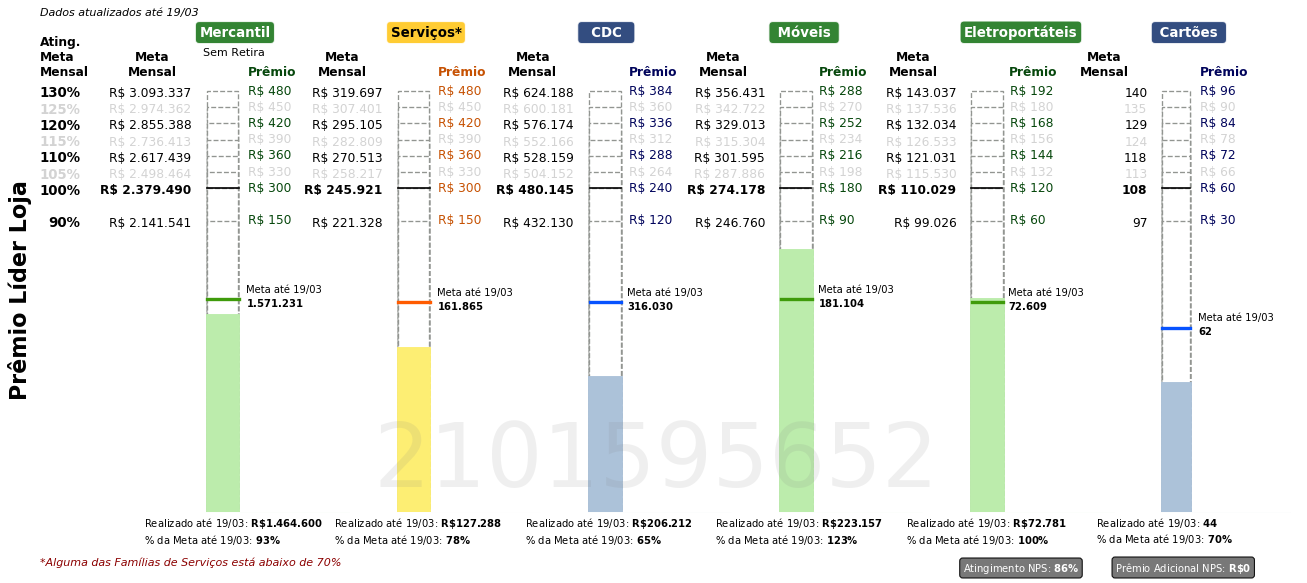 Dados atualizados até 19/03
Mercantil Serviços* CDC Móveis Eletroportáteis Cartões
Sem Retira
Ating. Meta Mensal Meta Mensal Prêmio Meta Mensal Prêmio Meta Mensal Prêmio Meta Mensal Prêmio Meta Mensal Prêmio Meta Mensal Prêmio
130% R$ 3.093.337 R$ 480 R$ 319.697 R$ 480 R$ 624.188 R$ 384 R$ 356.431 R$ 288 R$ 143.037 R$ 192 140 R$ 96
125% R$ 2.974.362 R$ 450 R$ 307.401 R$ 450 R$ 600.181 R$ 360 R$ 342.722 R$ 270 R$ 137.536 R$ 180 135 R$ 90
120% R$ 2.855.388 R$ 420 R$ 295.105 R$ 420 R$ 576.174 R$ 336 R$ 329.013 R$ 252 R$ 132.034 R$ 168 129 R$ 84
115% R$ 2.736.413 R$ 390 R$ 282.809 R$ 390 R$ 552.166 R$ 312 R$ 315.304 R$ 234 R$ 126.533 R$ 156 124 R$ 78
110% R$ 2.617.439 R$ 360 R$ 270.513 R$ 360 R$ 528.159 R$ 288 R$ 301.595 R$ 216 R$ 121.031 R$ 144 118 R$ 72
105% R$ 2.498.464 R$ 330 R$ 258.217 R$ 330 R$ 504.152 R$ 264 R$ 287.886 R$ 198 R$ 115.530 R$ 132 113 R$ 66
100% R$ 2.379.490 R$ 300 R$ 245.921 R$ 300 R$ 480.145 R$ 240 R$ 274.178 R$ 180 R$ 110.029 R$ 120 108 R$ 60
90% R$ 2.141.541 R$ 150 R$ 221.328 R$ 150 R$ 432.130 R$ 120 R$ 246.760 R$ 90 R$ 99.026 R$ 60 97 R$ 30
Prêmio Líder Loja
Meta até 19/03 Meta até 19/03 Meta até 19/03 Meta até 19/03 Meta até 19/03 Meta até 19/03
1.571.231 161.865 316.030 181.104 72.609 62
2101595652
Realizado até 19/03: R$1.464.600 Realizado até 19/03: R$127.288 Realizado até 19/03: R$206.212 Realizado até 19/03: R$223.157 Realizado até 19/03: R$72.781 Realizado até 19/03: 44
% da Meta até 19/03: 93% % da Meta até 19/03: 78% % da Meta até 19/03: 65% % da Meta até 19/03: 123% % da Meta até 19/03: 100% % da Meta até 19/03: 70%
*Alguma das Famílias de Serviços está abaixo de 70%
Atingimento NPS: 86% Prêmio Adicional NPS: R$0